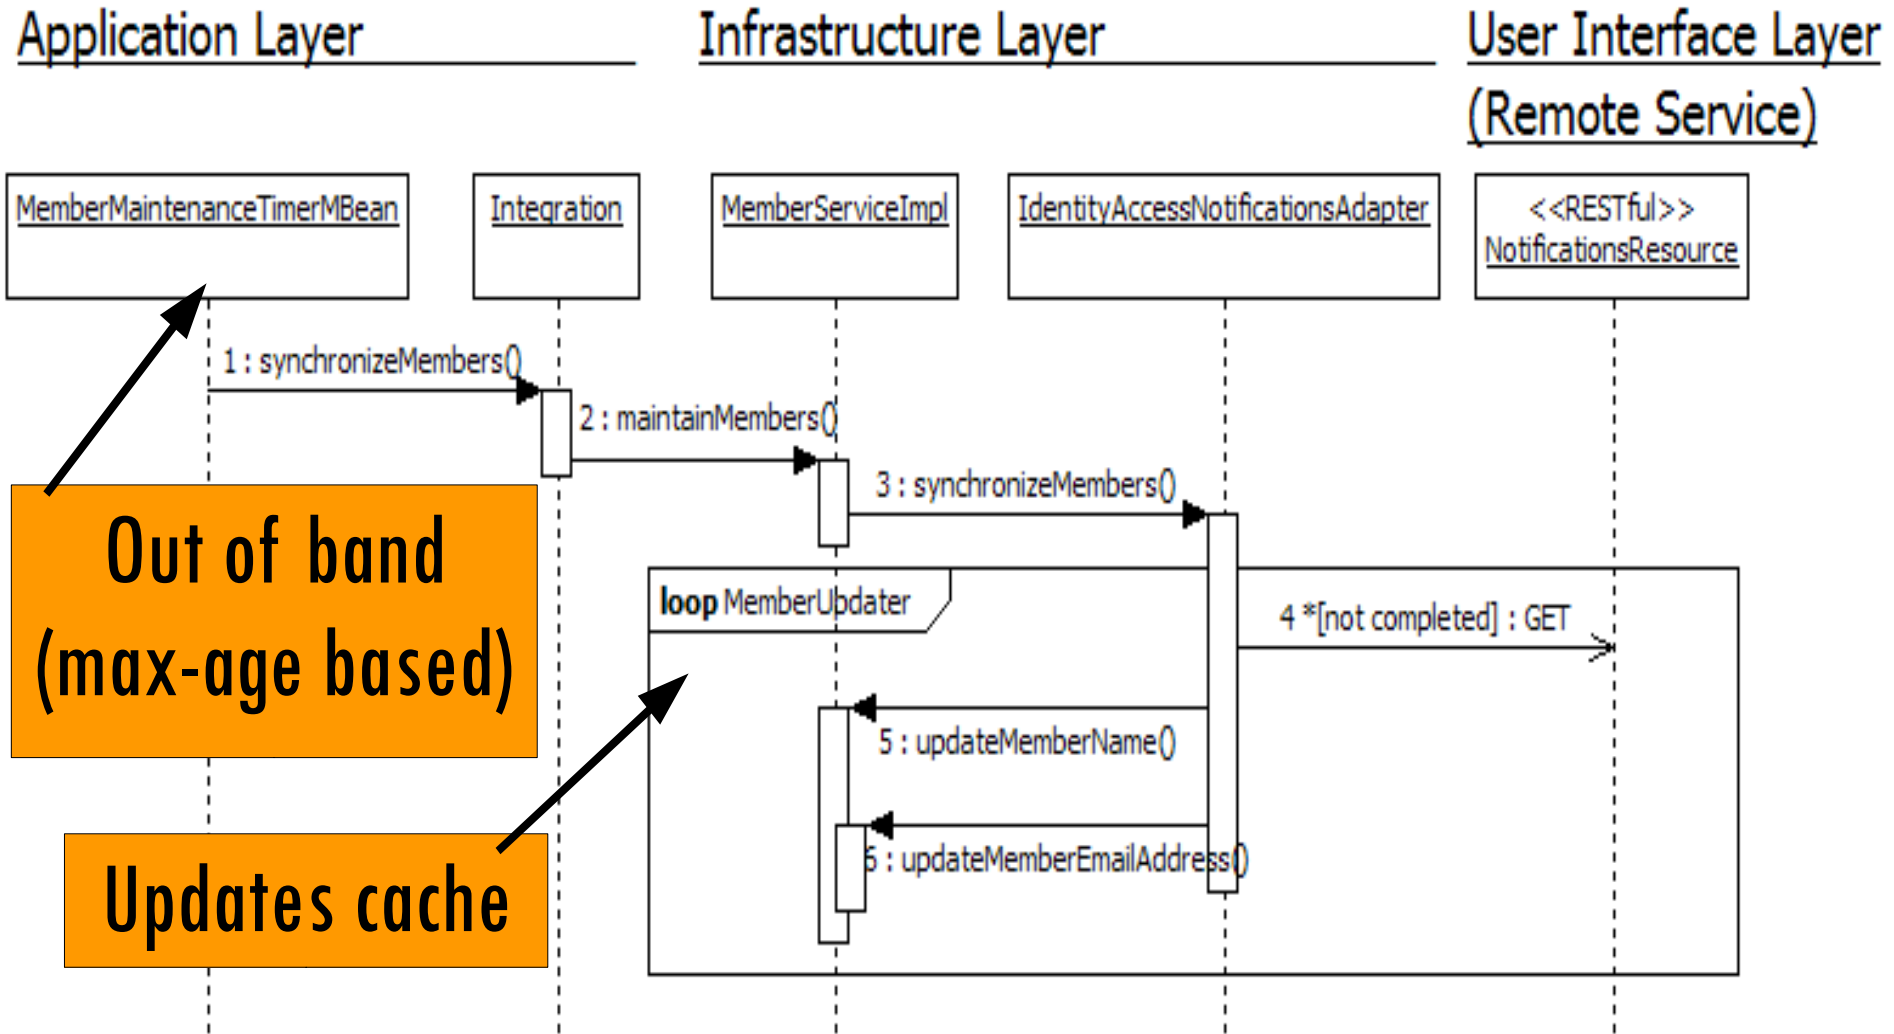 Application Layer
Infrastructure Layer
User Interface Layer
(Remote Service)
MemberMaintenanceTimerMBean
Integration
MemberServiceImpl
IdentityAccessNotificationsAdapter
<<RESTful>>
NotificationsResource
1 : synchronizeMembers()
2 : maintainMembers()
3 : synchronizeMembers()
Out of band
(max-age based)
loop MemberUpdater
4 *[not completed] : GET
5 : updateMemberName()
6 : updateMemberEmailAddress()
Updates cache